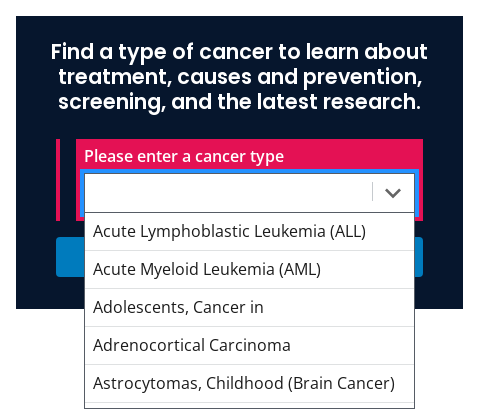 Find a type of cancer to learn about
treatment, causes and prevention,
screening, and the latest research.
Please enter a cancer type
Acute Lymphoblastic Leukemia (ALL)
Acute Myeloid Leukemia (AML)
Adolescents, Cancer in
Adrenocortical Carcinoma
Astrocytomas, Childhood (Brain Cancer)